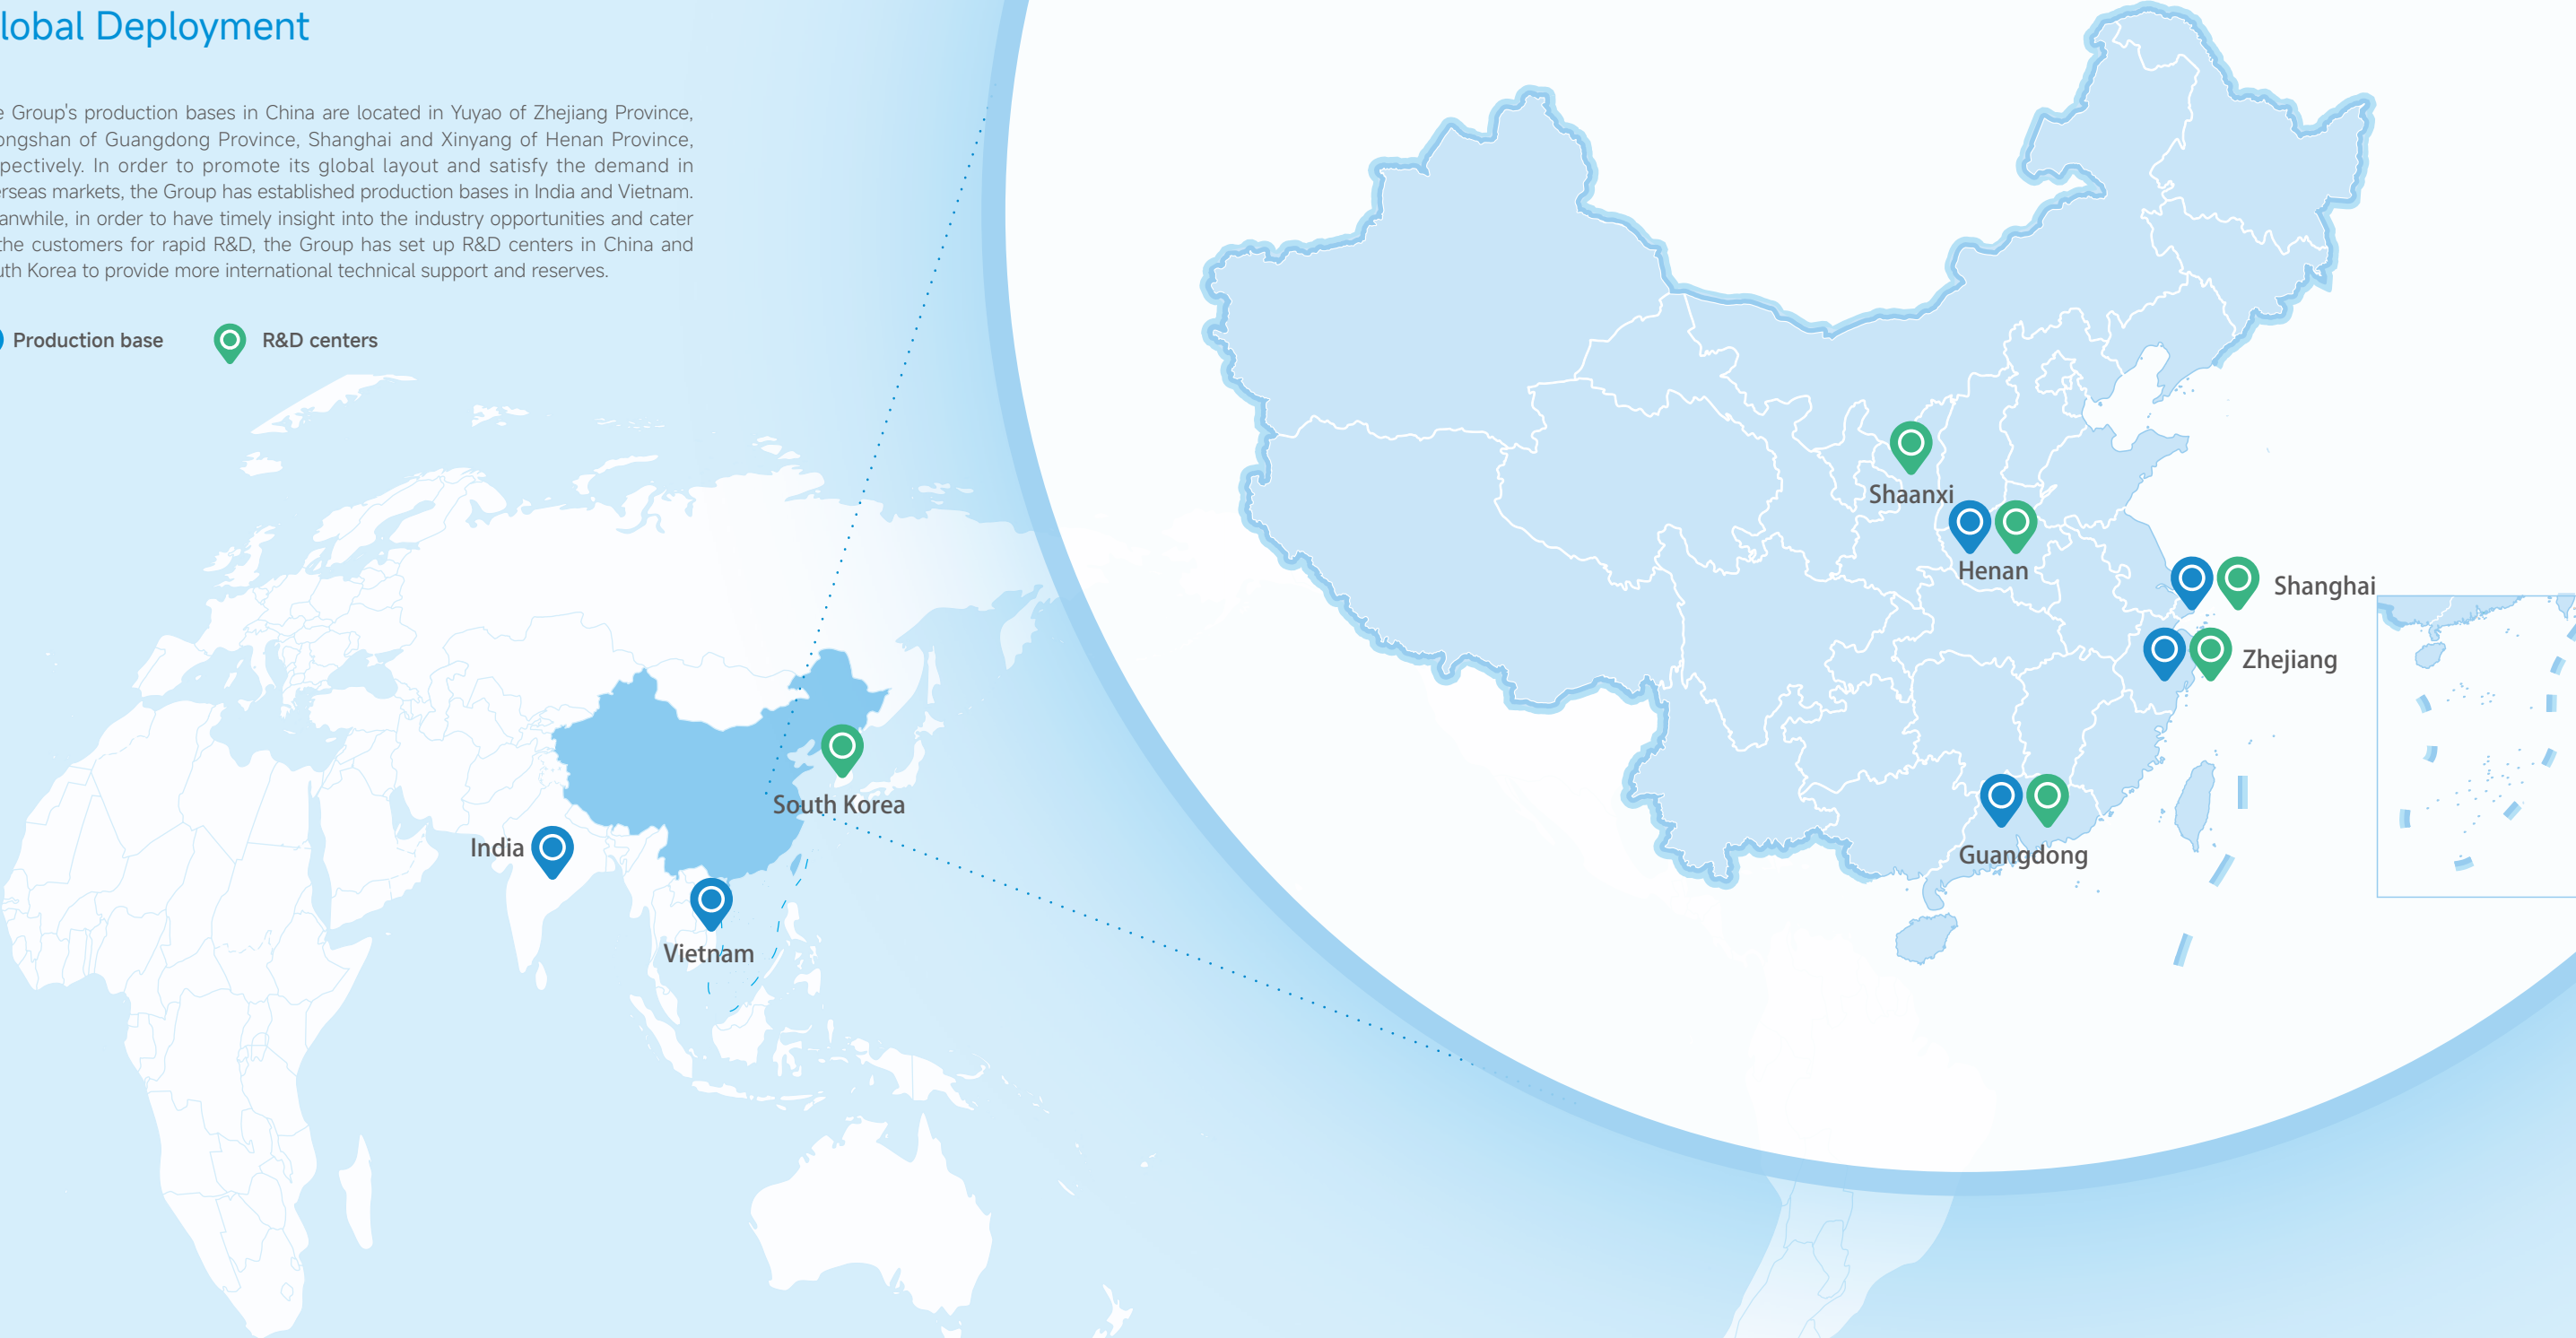 lobal Deployment
e Group's production bases in China are located in Yuyao of Zhejiang Province,
ongshan of Guangdong Province, Shanghai and Xinyang of Henan Province,
pectively. In order to promote its global layout and satisfy the demand in
erseas markets, the Group has established production bases in India and Vietnam.
anwhile, in order to have timely insight into the industry opportunities and cater
the customers for rapid R&D, the Group has set up R&D centers in China and
uth Korea to provide more international technical support and reserves.
Production base
R&D centers
Shaanxi
Henan
Shanghai
Zhejiang
South Korea
India
Guangdong
Vietnam